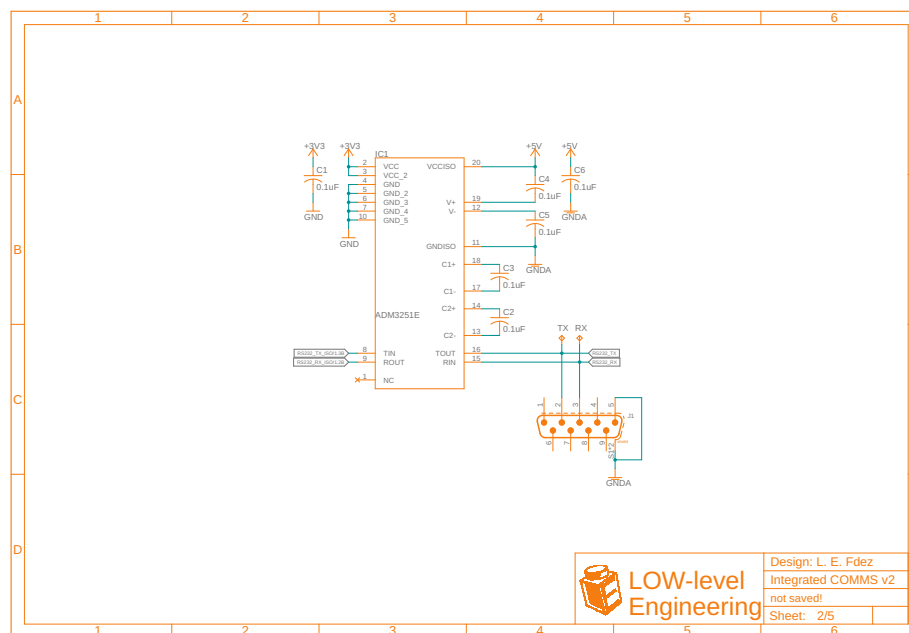 1 2 3 4 5 6
A
+3V3 +3V3 IC1 +5V +5V
C1
0.1uF
GND
2 VCC
3 VCC_2
4 GND
5 GND_2
6 GND_3
7 GND_4
10 GND_5
GND
VCCISO 20
V+ 19
V- 12
C4
0.1uF
C6
0.1uF
GNDA
C5
0.1uF
B
GNDISO 11
GNDA
C1+ 18
C3
0.1uF
C1- 17
C2+ 14
ADM3251E
C2
0.1uF
C2- 13
TX RX
8 TIN
9 ROUT
1 NC
TOUT 16
RIN 15
RS232_TX
RS232_RX
C
1 2 3 4 5
J1
6 7 8 9
GNDA
D
LOW-level
Engineering
Design: L. E. Fdez
Integrated COMMS v2
not saved!
Sheet: 2/5
1 2 3 4 5 6